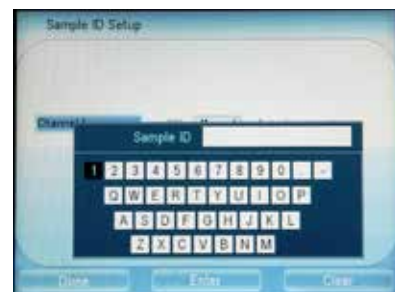 Sample ID Setup
Channel
Sample ID
1 2 3 4 5 6 7 8 9 0 . -
Q W E R T Y U I O P
A S D F G H J K L
Z X C V B N M
Done Enter Clear